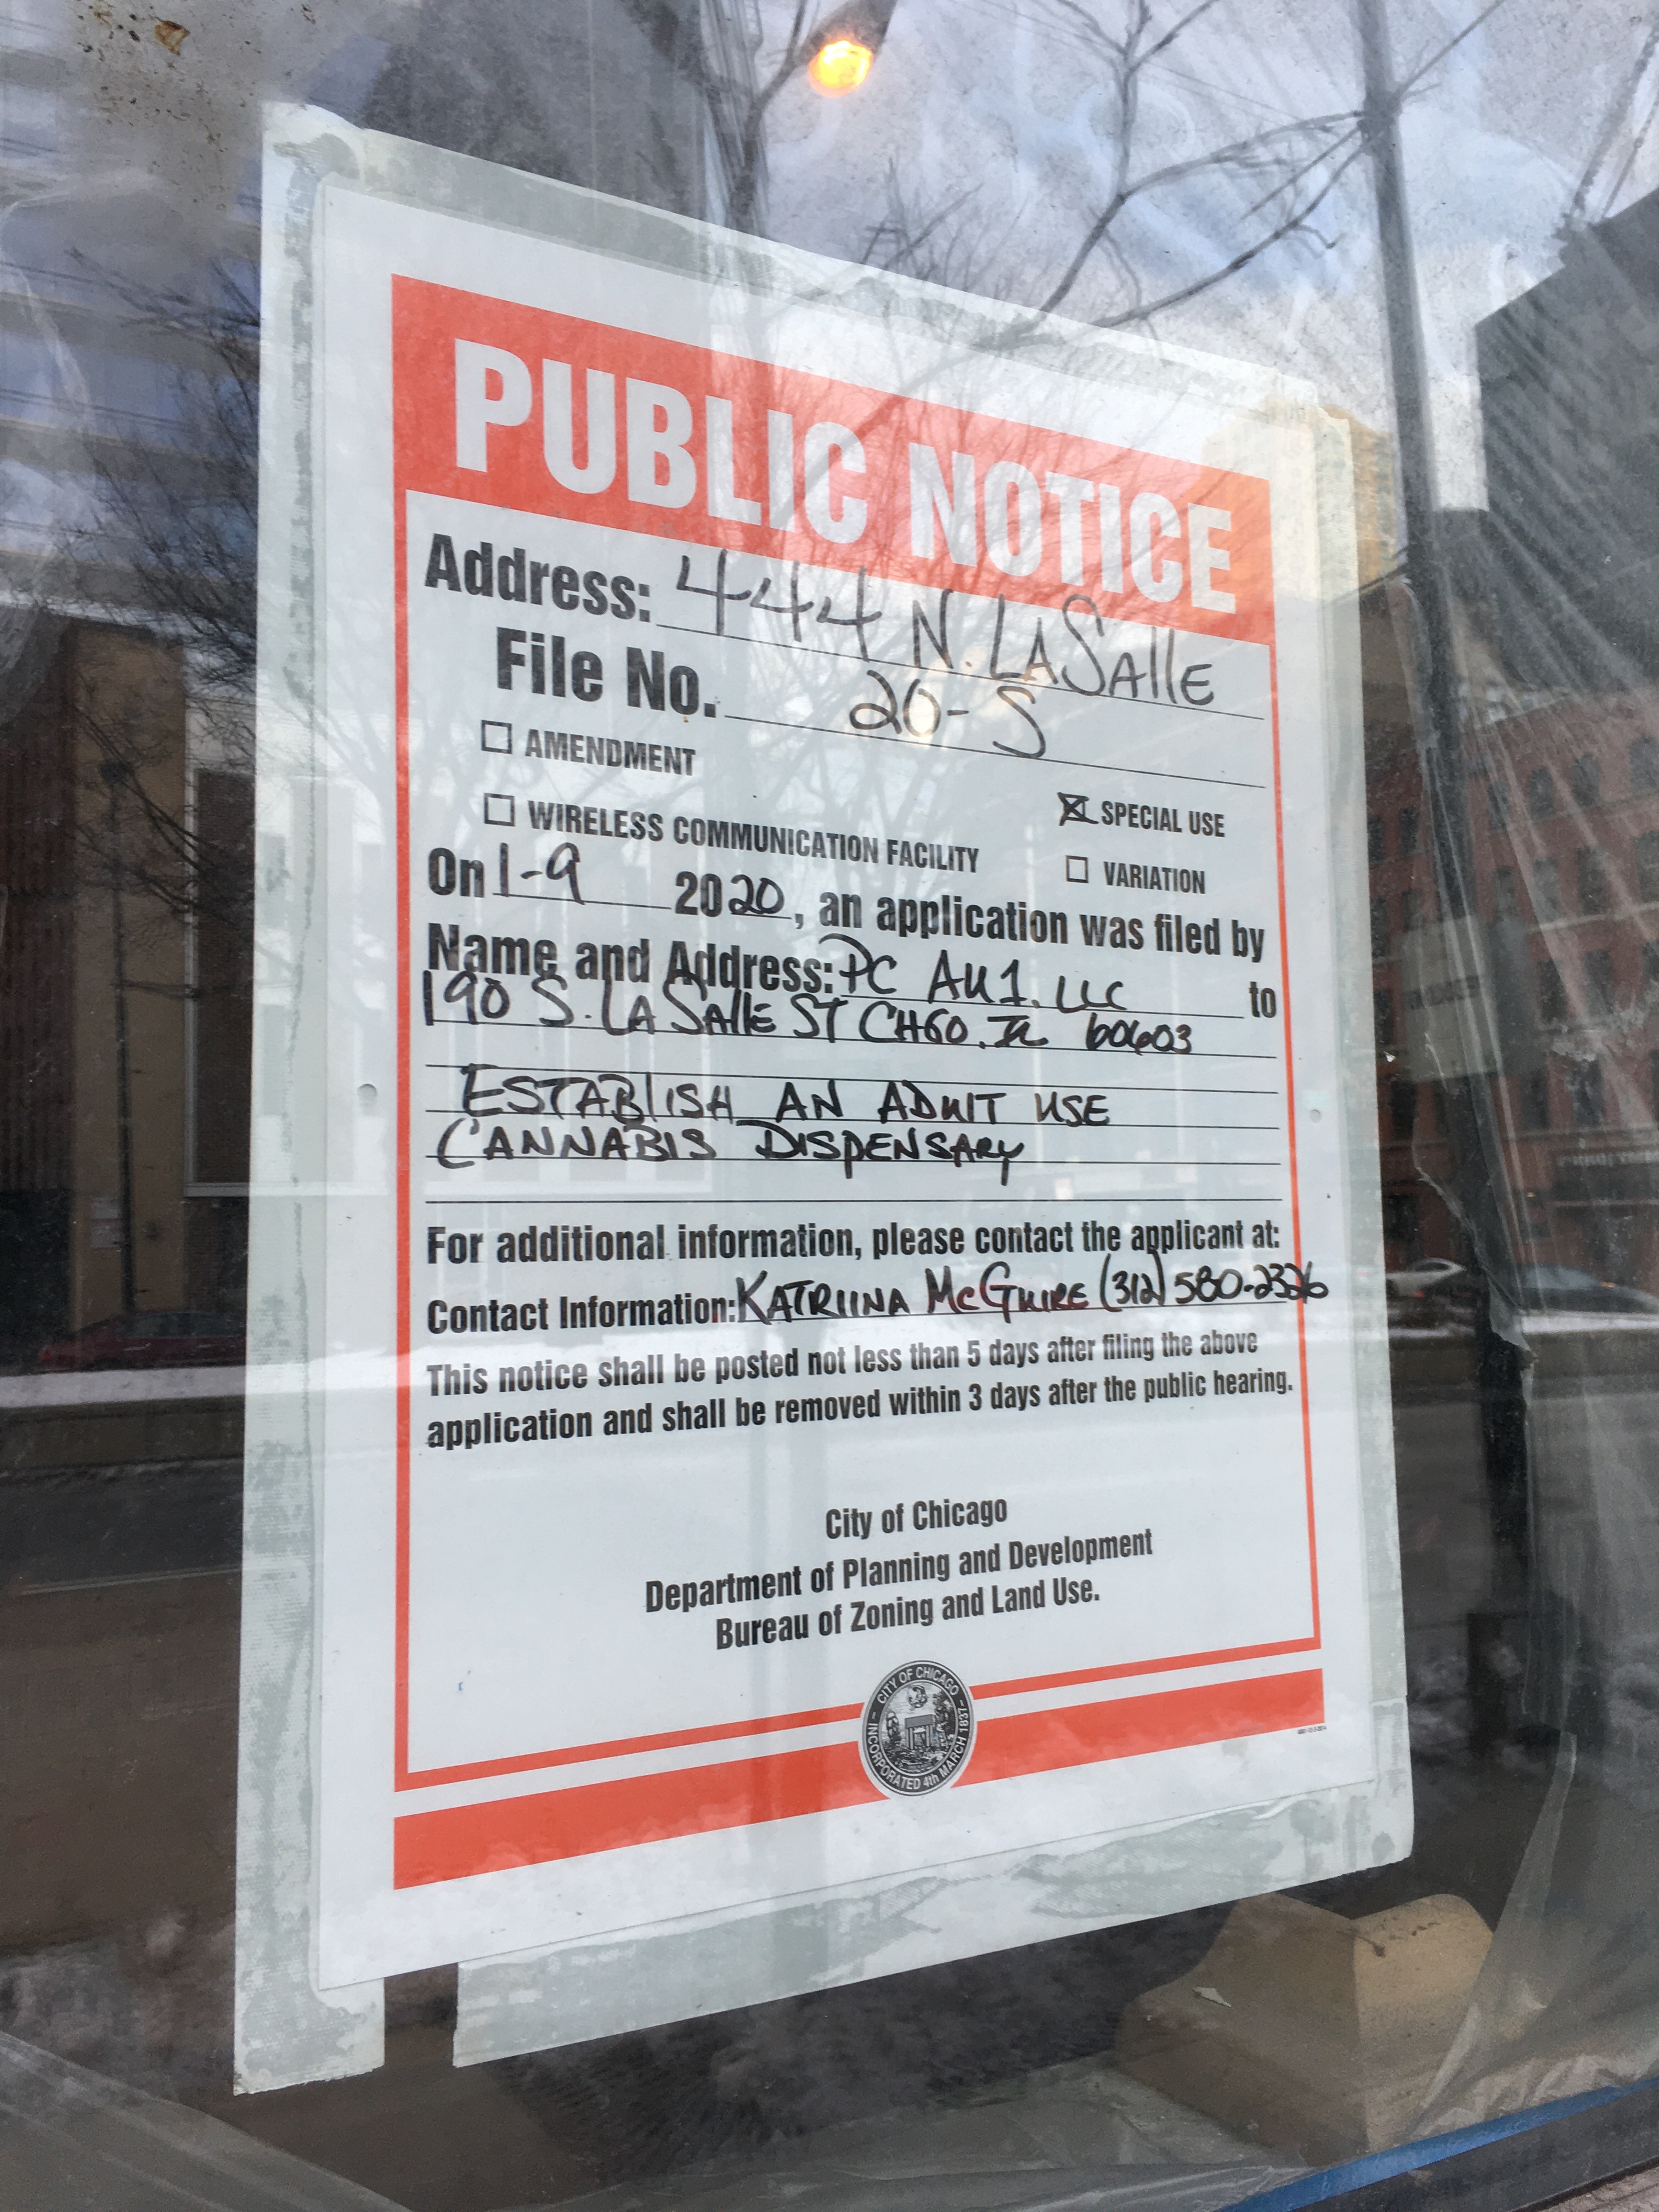 PUBLIC NOTICE
Address: 444 N. LASAllE
File No. 20-S
AMENDMENT
SPECIAL USE
WIRELESS COMMUNICATION FACILITY
VARIATION
On 1-9 2020, an application was filed by
Name and Address: PC AU1. LLC to
190 S. LASAllE ST CHGO. IL 60603
ESTABlISH AN ADULT USE
CANNABIS DISPENSARY
For additional information, please contact the applicant at:
Contact Information: KATRIINA McGUIRE (312) 580-2326
This notice shall be posted not less than 5 days after filing the above
application and shall be removed within 3 days after the public hearing.
City of Chicago
Department of Planning and Development
Bureau of Zoning and Land Use.
CITY OF CHICAGO
INCORPORATED 4th MARCH 1837